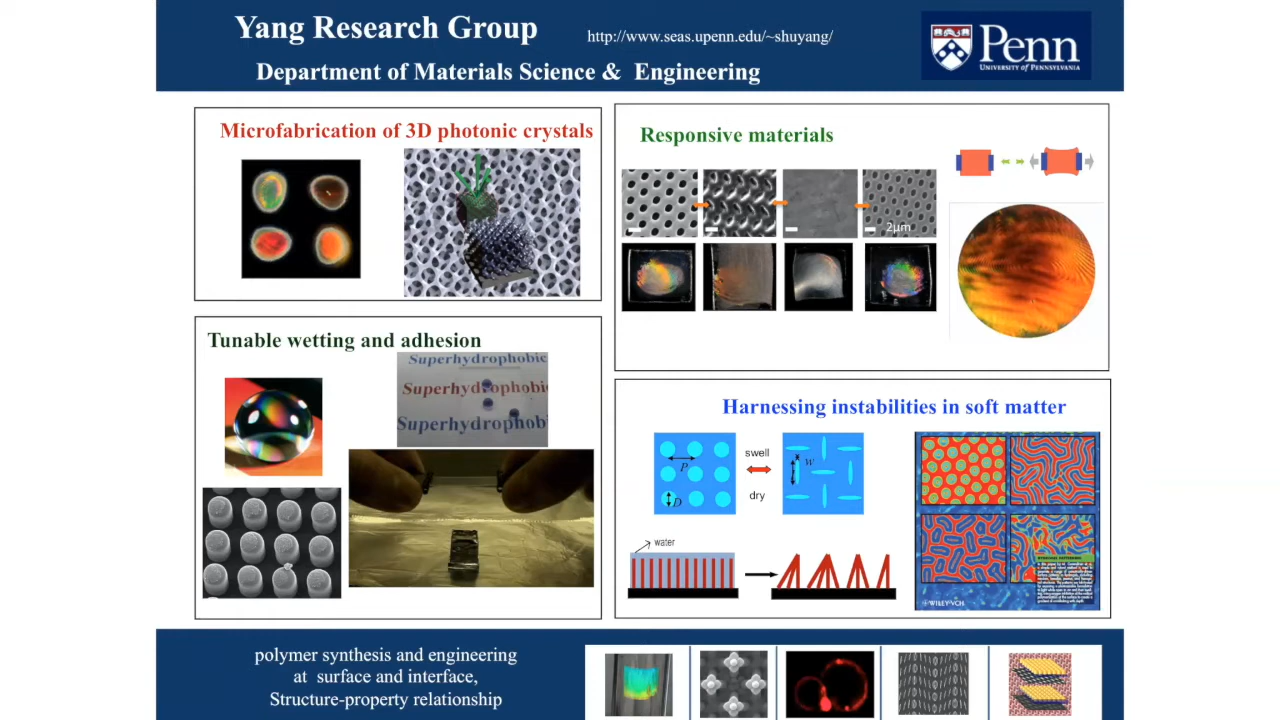 Yang Research Group
http://www.seas.upenn.edu/~shuyang/
Penn
UNIVERSITY OF PENNSYLVANIA
Department of Materials Science & Engineering
Microfabrication of 3D photonic crystals
Responsive materials
2μm
Tunable wetting and adhesion
Superhydrophobic
Superhydrophobi
Superhydrophobi
Harnessing instabilities in soft matter
P
D
swell
dry
W
water
WILEY-VCH
polymer synthesis and engineering
at surface and interface,
Structure-property relationship